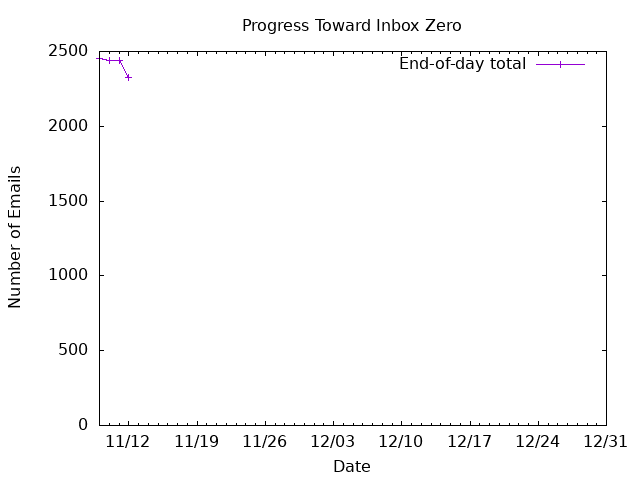 Progress Toward Inbox Zero
End-of-day total
2500
2000
1500
1000
500
0
Number of Emails
11/12 11/19 11/26 12/03 12/10 12/17 12/24 12/31
Date